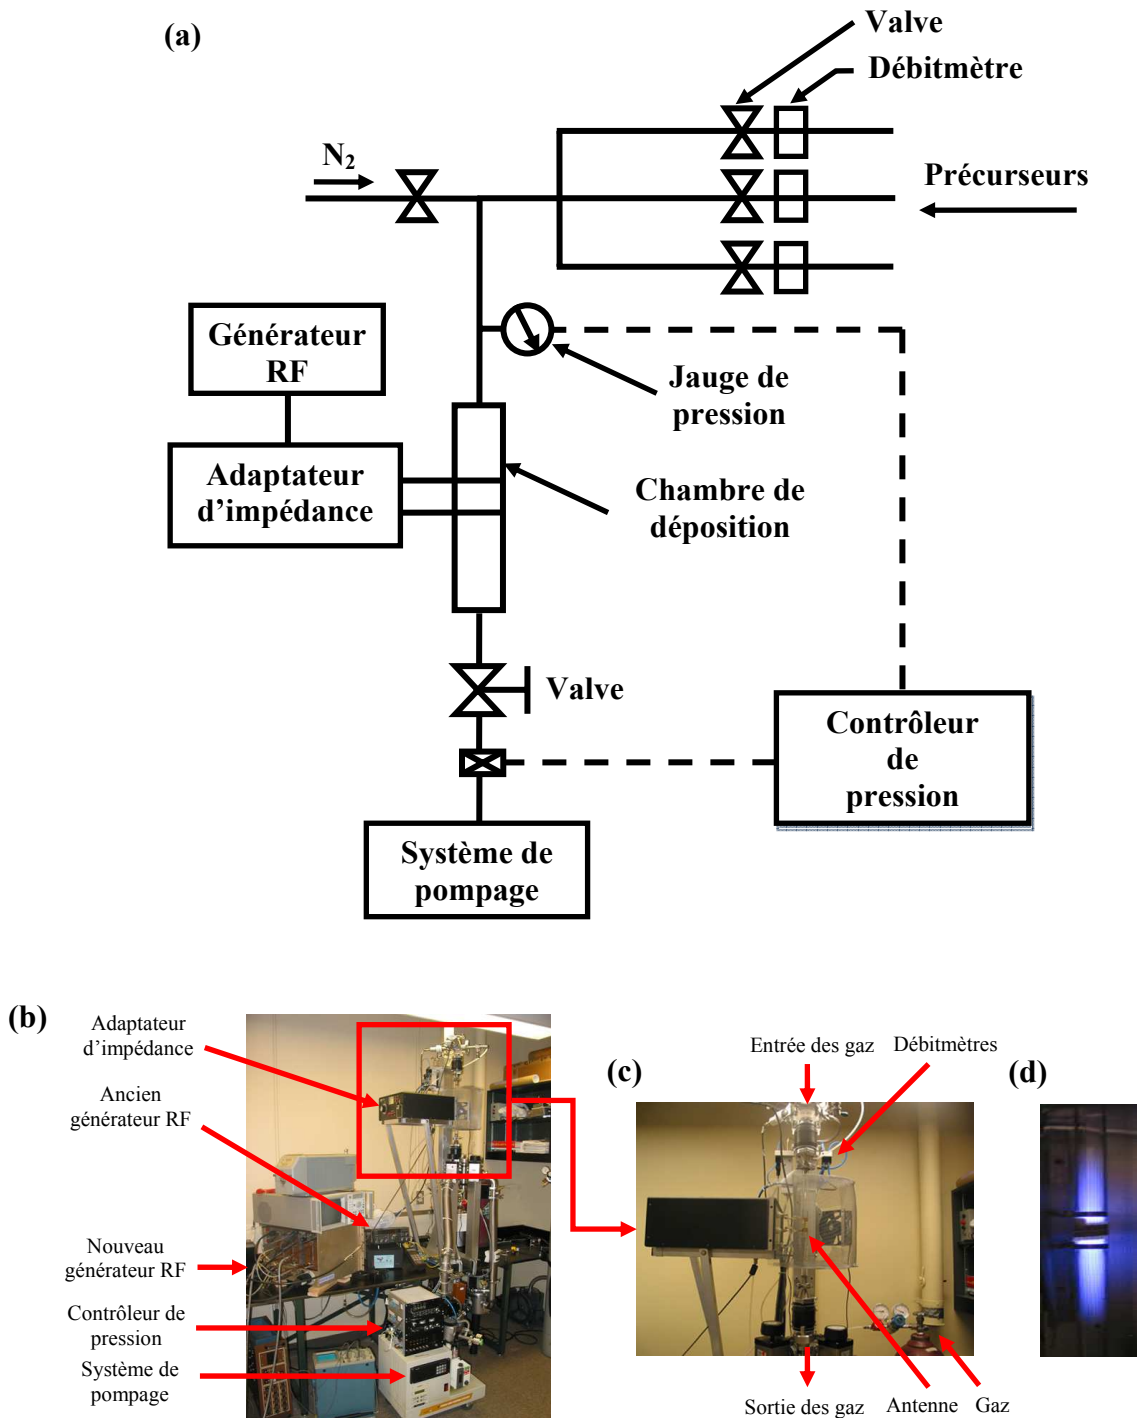 (a)
Valve
Débitmètre
N2
Précurseurs
Générateur
RF
Jauge de
pression
Adaptateur
d’impédance
Chambre de
déposition
Valve
Contrôleur
de
pression
Système de
pompage
(b)
Adaptateur
d’impédance
Ancien
générateur RF
Nouveau
générateur RF
Contrôleur de
pression
Système de
pompage
(c)
Entrée des gaz
Débitmètres
(d)
Sortie des gaz
Antenne
Gaz